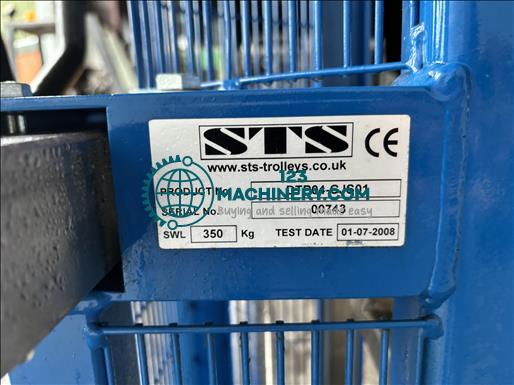 STS CE
www.sts-trolleys.co.uk
123
MACHINERY.COM
PRODUCT No.
Buying and selling made easy
SERIAL No. 00743
SWL 350 Kg TEST DATE 01-07-2008